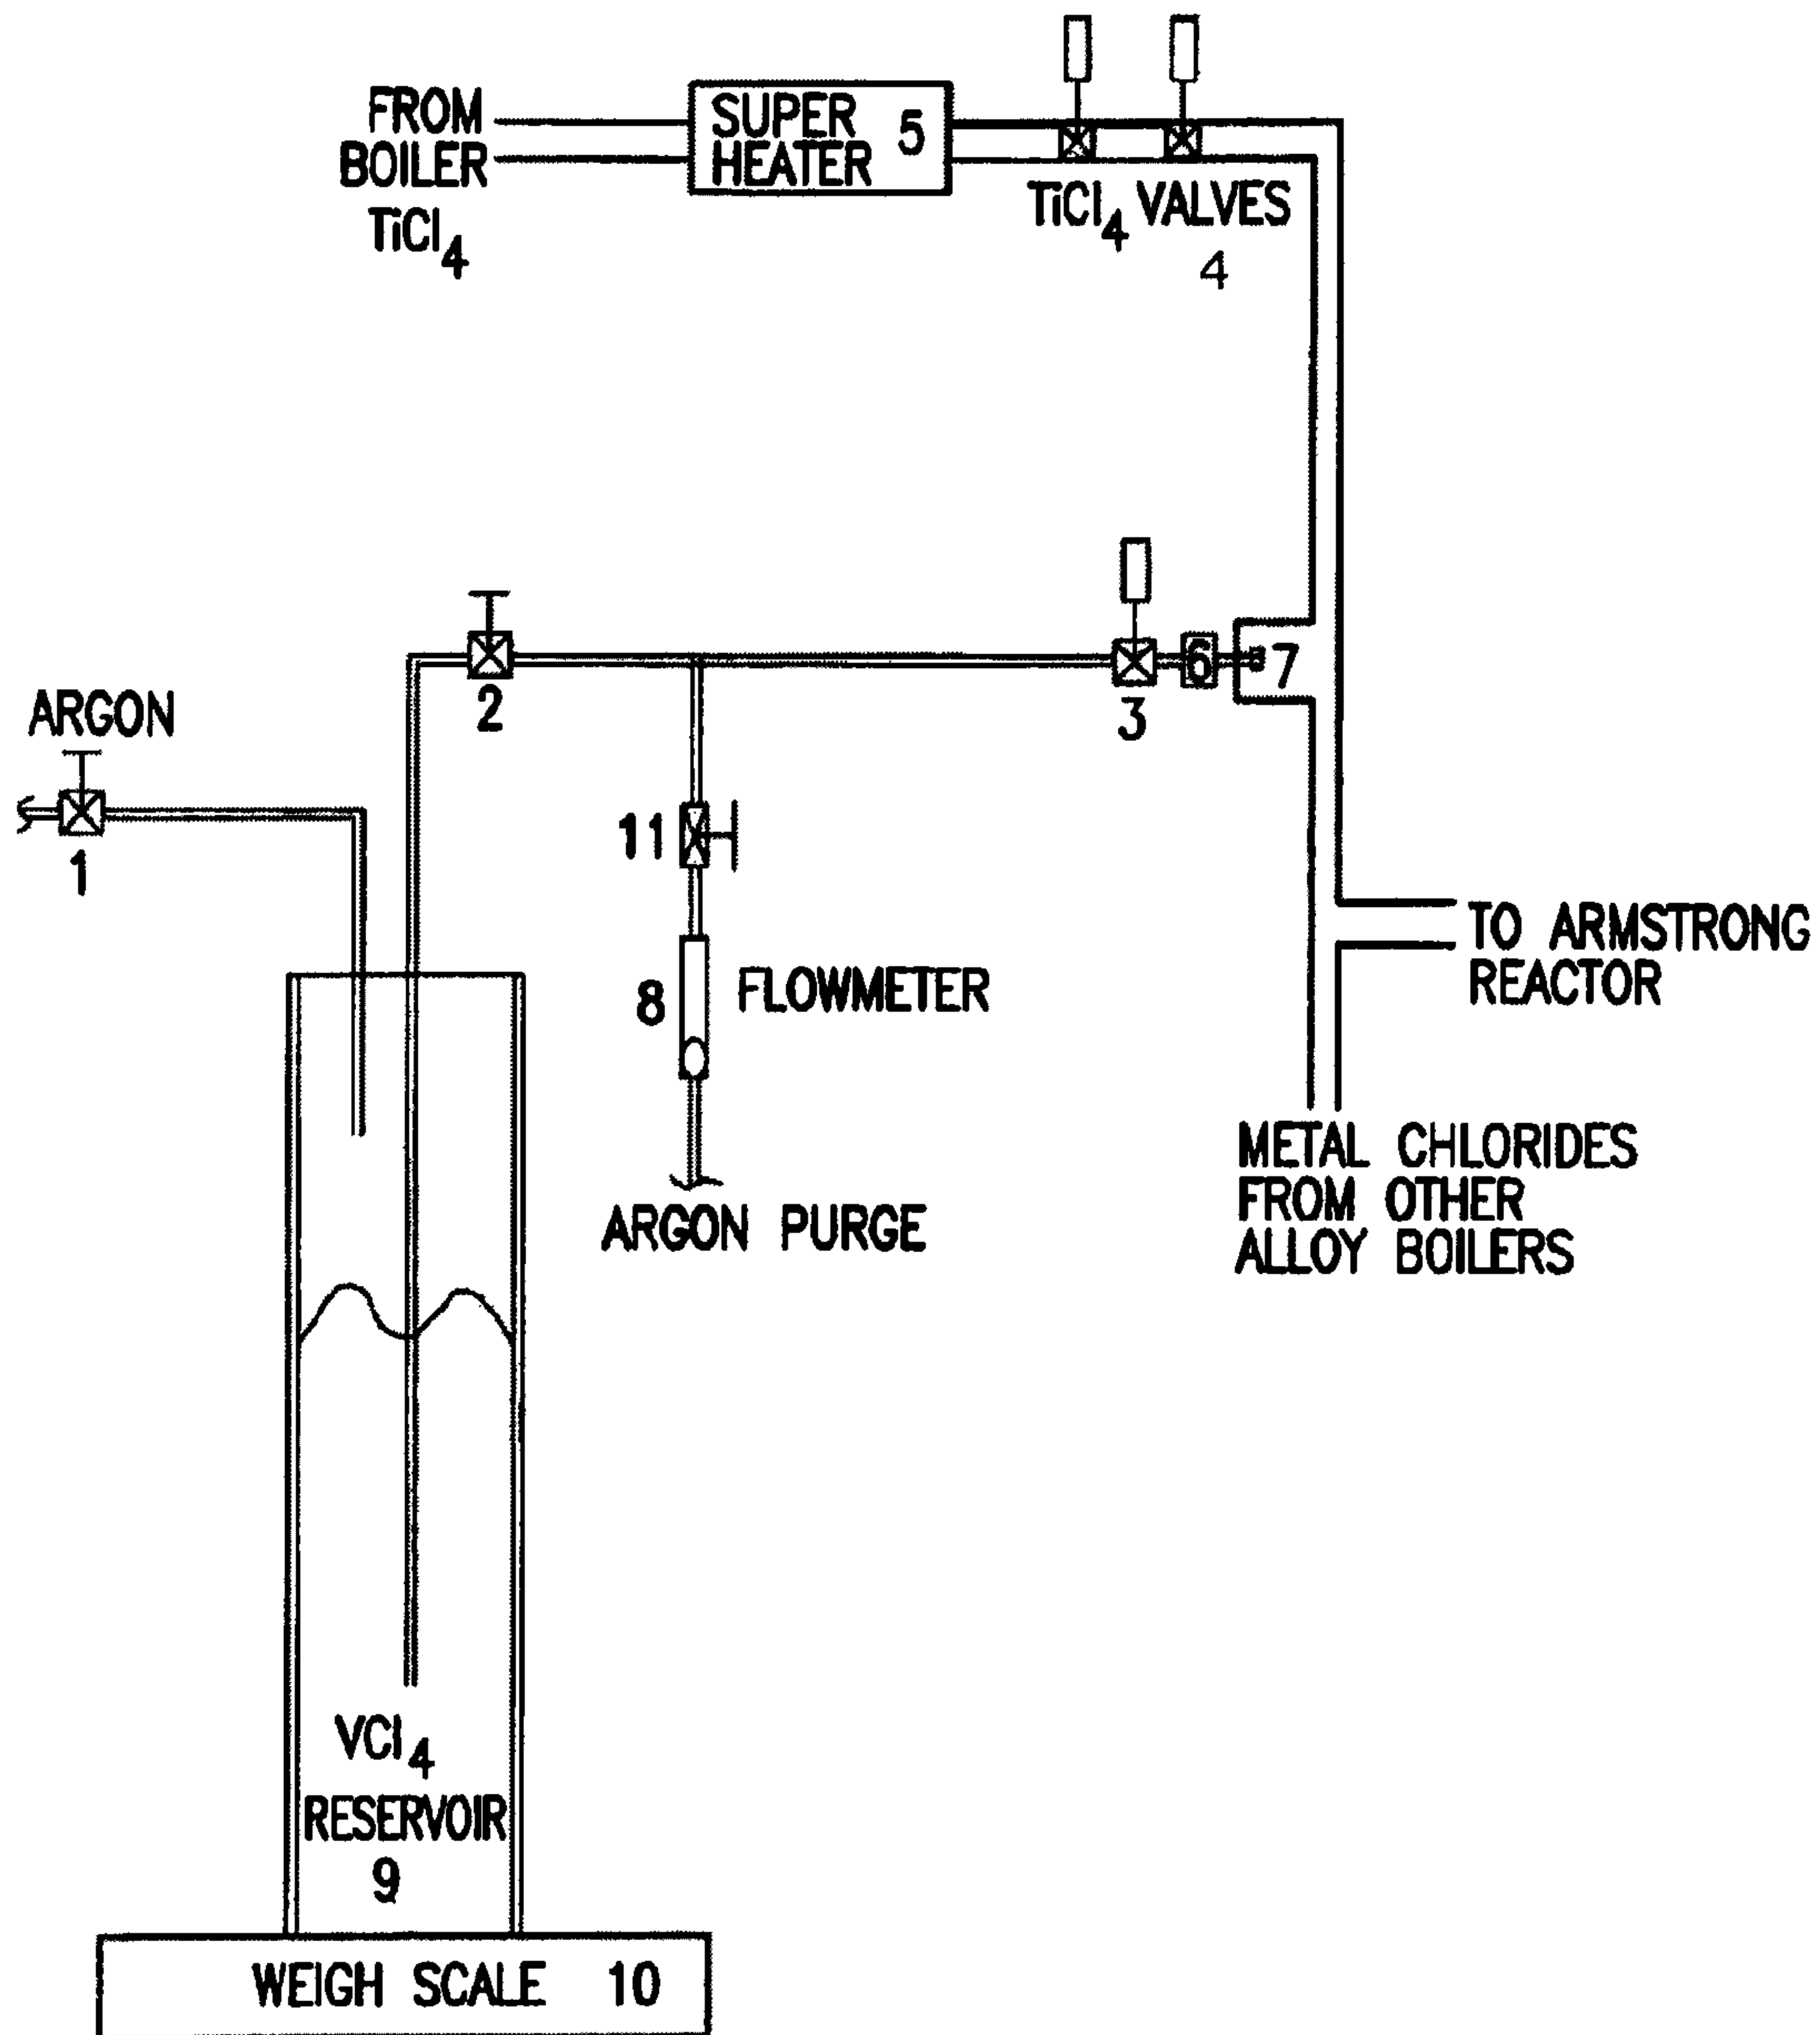 FROM
BOILER
TiCl4
SUPER
HEATER
5
TiCl4 VALVES
4
2
3
6
7
ARGON
1
11
8
FLOWMETER
ARGON PURGE
TO ARMSTRONG
REACTOR
METAL CHLORIDES
FROM OTHER
ALLOY BOILERS
VCl4
RESERVOIR
9
WEIGH SCALE 10